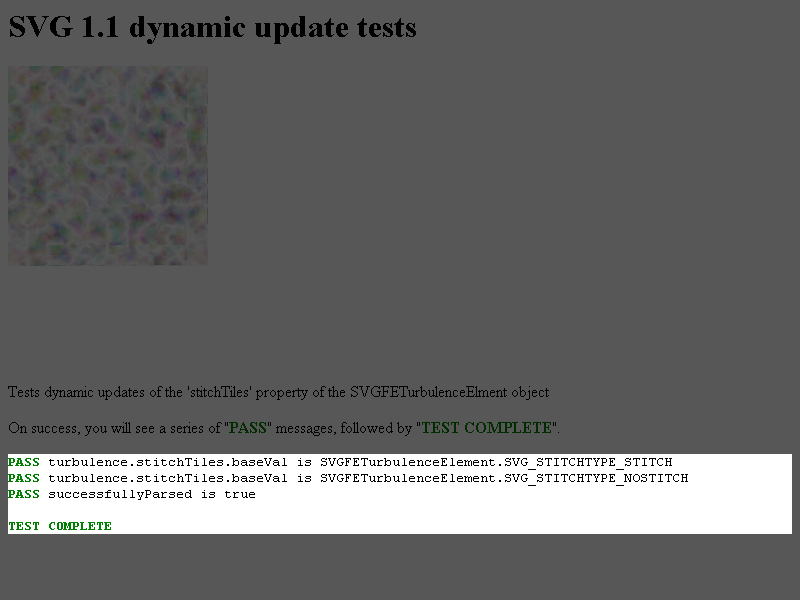 SVG 1.1 dynamic update tests
Tests dynamic updates of the 'stitchTiles' property of the SVGFETurbulenceElment object
On success, you will see a series of "PASS" messages, followed by "TEST COMPLETE".
PASS turbulence.stitchTiles.baseVal is SVGFETurbulenceElement.SVG_STITCHTYPE_STITCH
PASS turbulence.stitchTiles.baseVal is SVGFETurbulenceElement.SVG_STITCHTYPE_NOSTITCH
PASS successfullyParsed is true
TEST COMPLETE